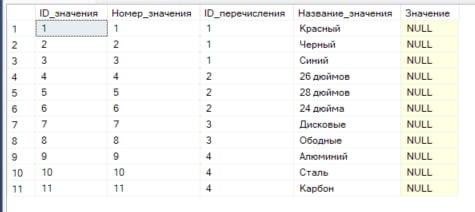 ID_значения Номер_значения ID_перечисления Название_значения Значение
1 1 1 1 Красный NULL
2 2 2 1 Черный NULL
3 3 3 1 Синий NULL
4 4 4 2 26 дюймов NULL
5 5 5 2 28 дюймов NULL
6 6 6 2 24 дюйма NULL
7 7 7 3 Дисковые NULL
8 8 8 3 Ободные NULL
9 9 9 4 Алюминий NULL
10 10 10 4 Сталь NULL
11 11 11 4 Карбон NULL